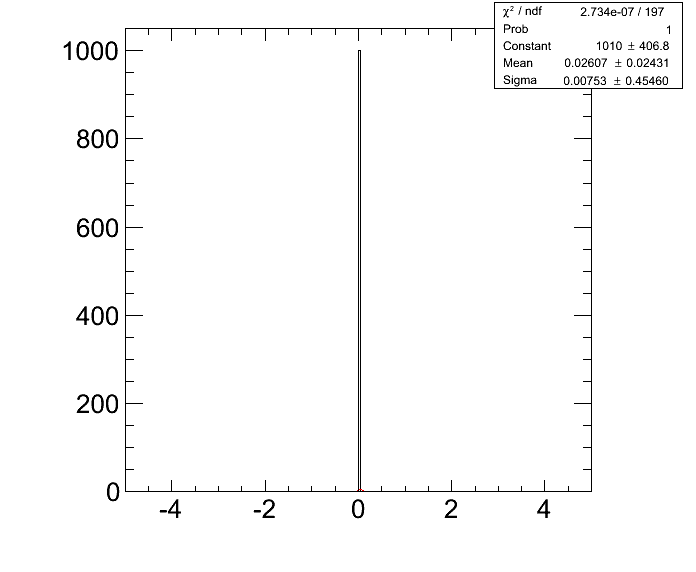 χ² / ndf 2.734e-07 / 197
Prob 1
Constant 1010 ± 406.8
Mean 0.02607 ± 0.02431
Sigma 0.00753 ± 0.45460
1000
800
600
400
200
0
-4 -2 0 2 4